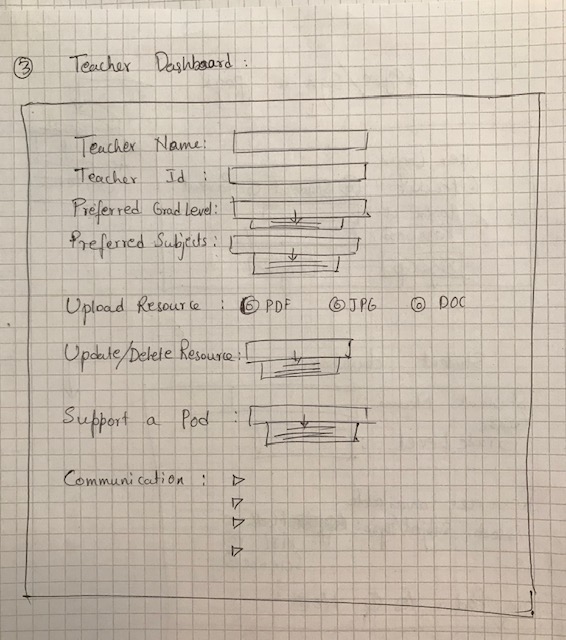 3 Teacher Dashboard :
Teacher Name:
Teacher Id :
Preferred Grad Level:
Preferred Subjects :
Upload Resource : PDF JPG DOC
Update/Delete Resource:
Support a Pod :
Communication :